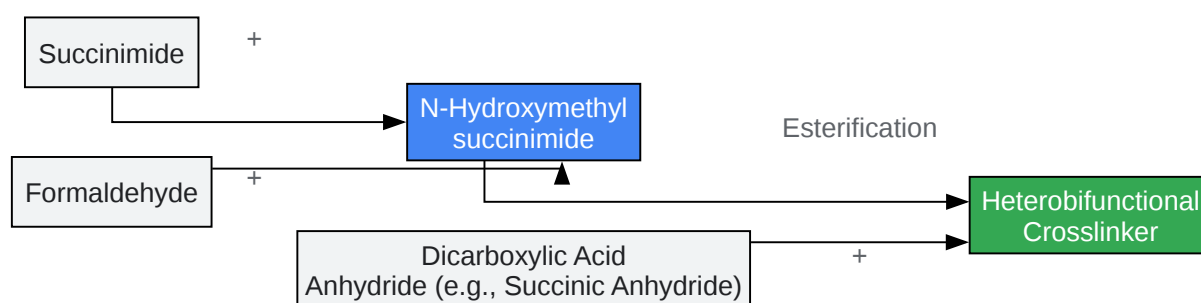 Succinimide
+
N-Hydroxymethyl
succinimide
Esterification
Formaldehyde
+
Heterobifunctional
Crosslinker
Dicarboxylic Acid
Anhydride (e.g., Succinic Anhydride)
+